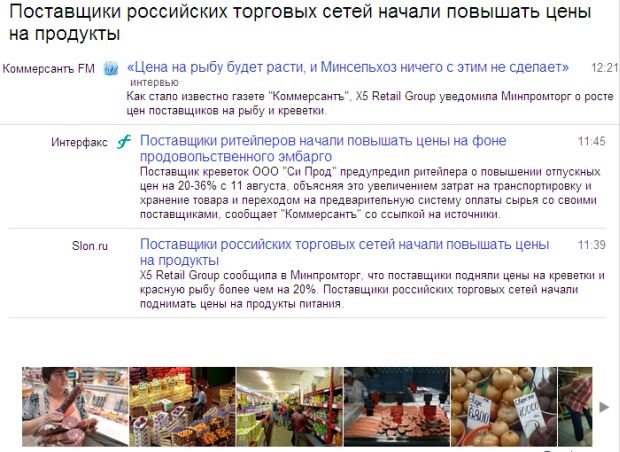 Поставщики российских торговых сетей начали повышать цены
на продукты
Коммерсантъ FM
«Цена на рыбу будет расти, и Минсельхоз ничего с этим не сделает»
12:21
интервью
Как стало известно газете "Коммерсантъ", X5 Retail Group уведомила Минпромторг о росте
цен поставщиков на рыбу и креветки.
Интерфакс
Поставщики ритейлеров начали повышать цены на фоне
11:45
продовольственного эмбарго
Поставщик креветок ООО "Си Прод" предупредил ритейлера о повышении отпускных
цен на 20-36% с 11 августа, объясняя это увеличением затрат на транспортировку и
хранение товара и переходом на предварительную систему оплаты сырья со своими
поставщиками, сообщает "Коммерсантъ" со ссылкой на источники.
Slon.ru
Поставщики российских торговых сетей начали повышать цены
11:39
на продукты
X5 Retail Group сообщила в Минпромторг, что поставщики подняли цены на креветки и
красную рыбу более чем на 20%. Поставщики российских торговых сетей начали
поднимать цены на продукты питания.